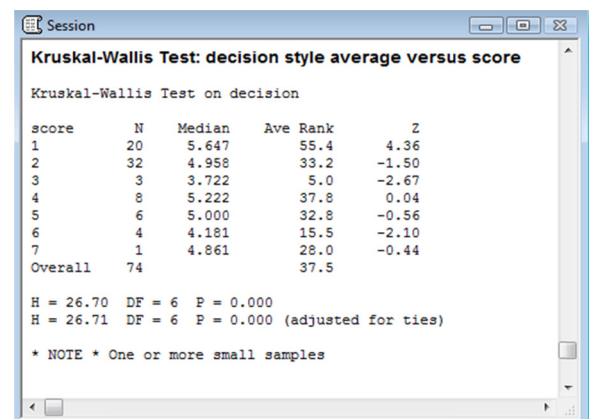 Session
Kruskal-Wallis Test: decision style average versus score
Kruskal-Wallis Test on decision
score N Median Ave Rank Z
1 20 5.647 55.4 4.36
2 32 4.958 33.2 -1.50
3 3 3.722 5.0 -2.67
4 8 5.222 37.8 0.04
5 6 5.000 32.8 -0.56
6 4 4.181 15.5 -2.10
7 1 4.861 28.0 -0.44
Overall 74 37.5
H = 26.70 DF = 6 P = 0.000
H = 26.71 DF = 6 P = 0.000 (adjusted for ties)
* NOTE * One or more small samples